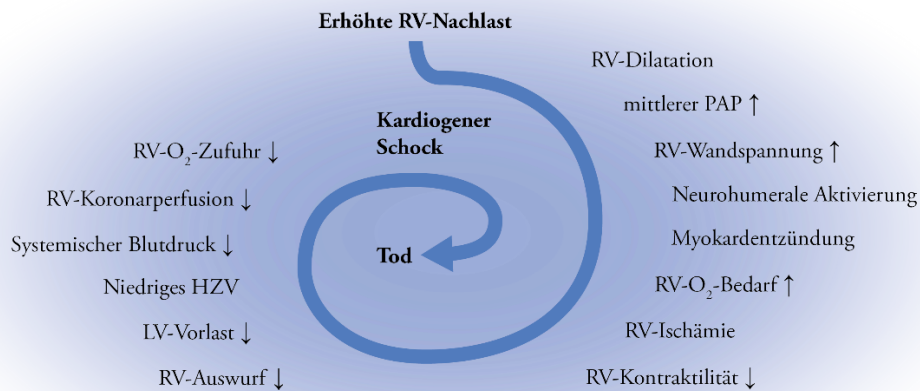 Erhöhte RV-Nachlast
RV-Dilatation
mittlerer PAP ↑
RV-Wandspannung ↑
Neurohumerale Aktivierung
Myokardentzündung
RV-O₂-Bedarf ↑
RV-Ischämie
RV-Kontraktilität ↓
RV-Auswurf ↓
LV-Vorlast ↓
Niedriges HZV
Systemischer Blutdruck ↓
RV-Koronarperfusion ↓
RV-O₂-Zufuhr ↓
Kardiogener
Schock
Tod